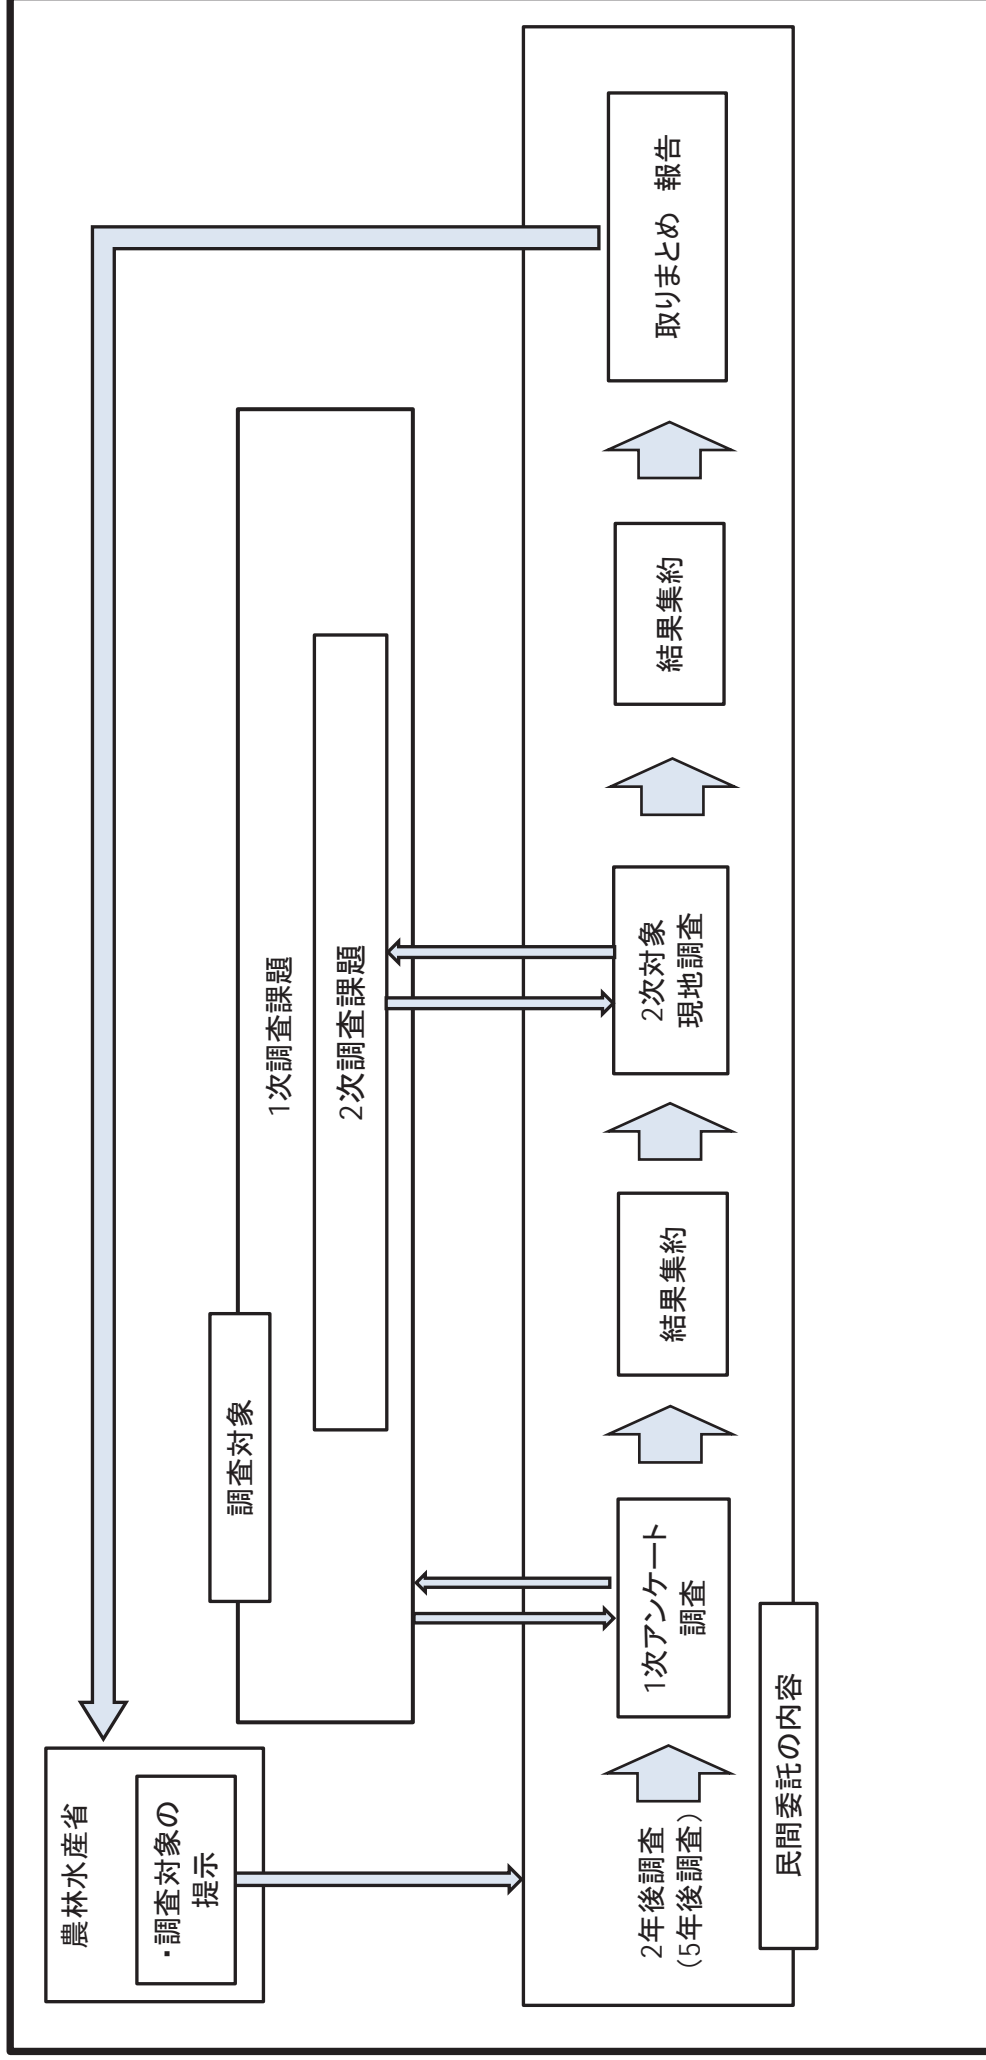 農林水産省
・調査対象の
提示
調査対象
1次調査課題
2次調査課題
2年後調査
(5年後調査)
1次アンケート
調査
結果集約
2次対象
現地調査
結果集約
取りまとめ 報告
民間委託の内容